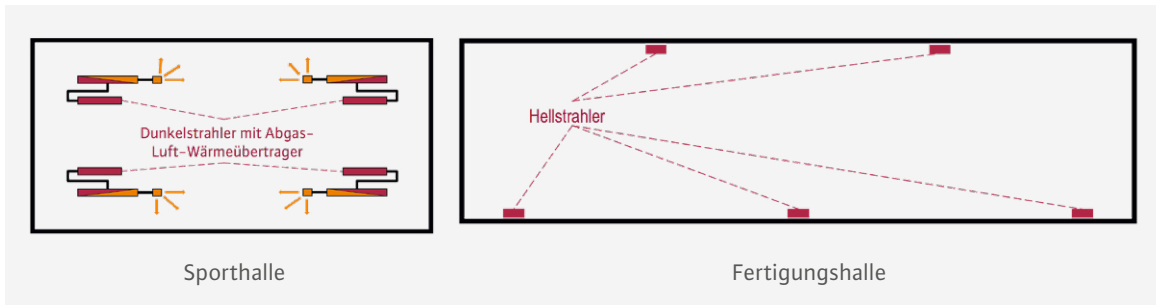 Dunkelstrahler mit Abgas-
Luft-Wärmeübertrager
Sporthalle
Hellstrahler
Fertigungshalle